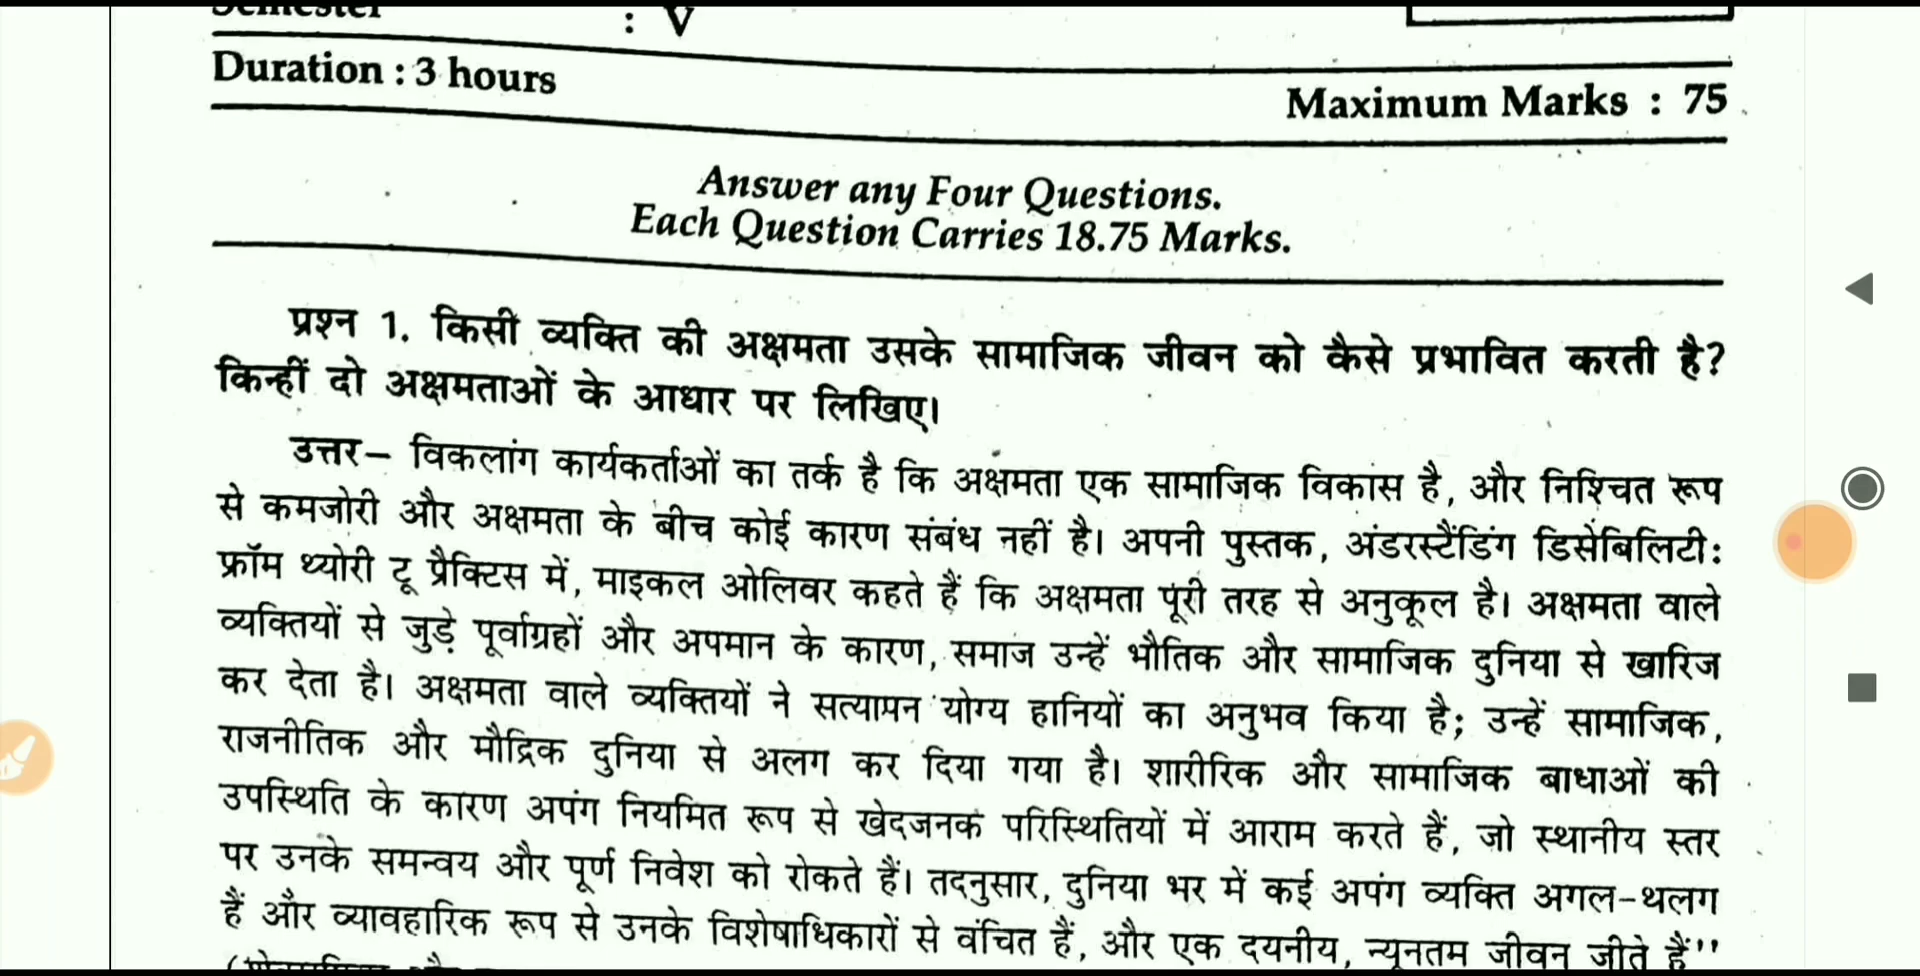 Semester : V
Duration : 3 hours
Maximum Marks : 75
Answer any Four Questions.
Each Question Carries 18.75 Marks.
प्रश्न 1. किसी व्यक्ति की अक्षमता उसके सामाजिक जीवन को कैसे प्रभावित करती है?
किन्हीं दो अक्षमताओं के आधार पर लिखिए।
उत्तर– विकलांग कार्यकर्ताओं का तर्क है कि अक्षमता एक सामाजिक विकास है, और निश्चित रूप
से कमजोरी और अक्षमता के बीच कोई कारण संबंध नहीं है। अपनी पुस्तक, अंडरस्टैंडिंग डिसेबिलिटी:
फ्रॉम थ्योरी टू प्रैक्टिस में, माइकल ओलिवर कहते हैं कि अक्षमता पूरी तरह से अनुकूल है। अक्षमता वाले
व्यक्तियों से जुड़े पूर्वाग्रहों और अपमान के कारण, समाज उन्हें भौतिक और सामाजिक दुनिया से खारिज
कर देता है। अक्षमता वाले व्यक्तियों ने सत्यापन योग्य हानियों का अनुभव किया है; उन्हें सामाजिक,
राजनीतिक और मौद्रिक दुनिया से अलग कर दिया गया है। शारीरिक और सामाजिक बाधाओं की
उपस्थिति के कारण अपंग नियमित रूप से खेदजनक परिस्थितियों में आराम करते हैं, जो स्थानीय स्तर
पर उनके समन्वय और पूर्ण निवेश को रोकते हैं। तदनुसार, दुनिया भर में कई अपंग व्यक्ति अगल-थलग
हैं और व्यावहारिक रूप से उनके विशेषाधिकारों से वंचित हैं, और एक दयनीय, न्यूनतम जीवन जीते हैं''